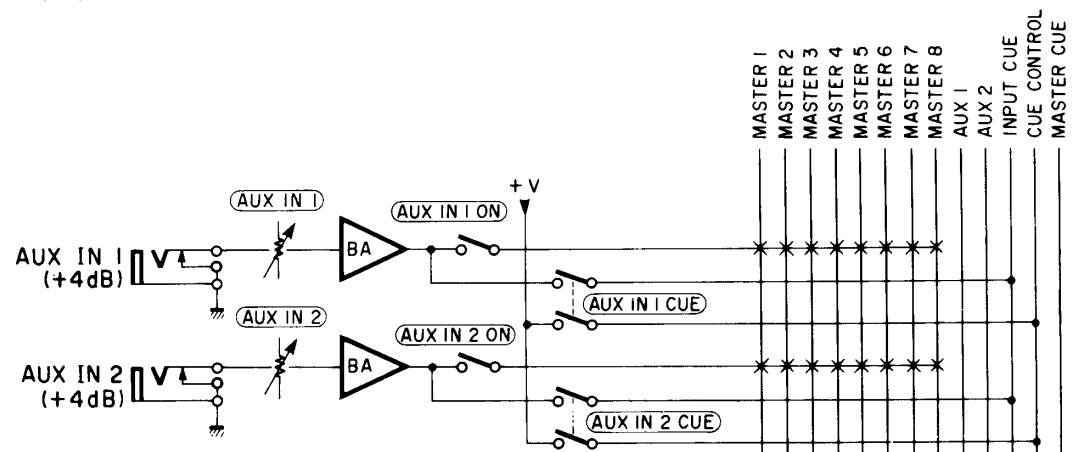 MASTER 1
MASTER 2
MASTER 3
MASTER 4
MASTER 5
MASTER 6
MASTER 7
MASTER 8
AUX 1
AUX 2
INPUT CUE
CUE CONTROL
MASTER CUE
+V
AUX IN 1
AUX IN 1 ON
BA
AUX IN 1
(+4dB)
AUX IN 1 CUE
AUX IN 2
AUX IN 2 ON
BA
AUX IN 2
(+4dB)
AUX IN 2 CUE